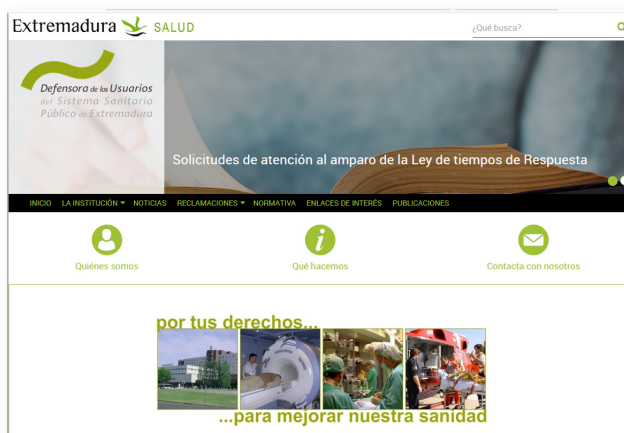 Extremadura SALUD
¿Qué busca?
Defensora de los Usuarios
del Sistema Sanitario
Público de Extremadura
Solicitudes de atención al amparo de la Ley de tiempos de Respuesta
INICIO LA INSTITUCIÓN NOTICIAS RECLAMACIONES NORMATIVA ENLACES DE INTERÉS PUBLICACIONES
Quiénes somos
Qué hacemos
Contacta con nosotros
por tus derechos...
...para mejorar nuestra sanidad